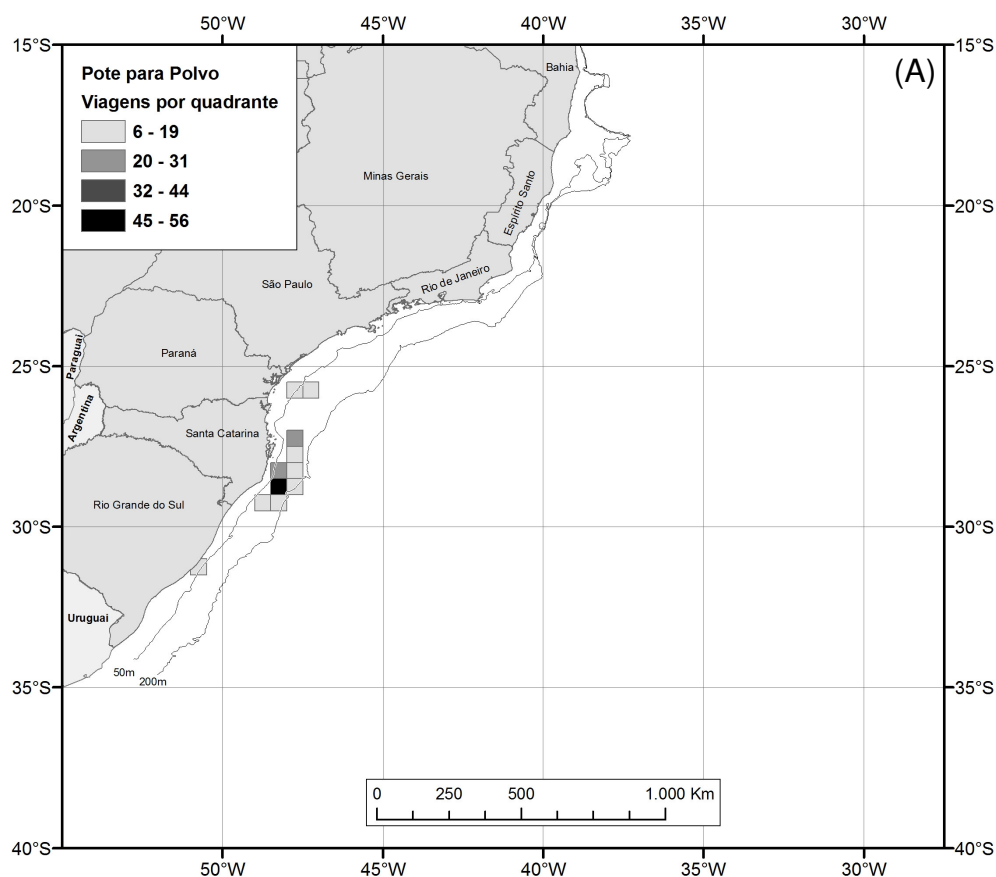 50°W 45°W 40°W 35°W 30°W
15°S 15°S
(A)
Pote para Polvo
Viagens por quadrante
6 - 19
20 - 31
32 - 44
45 - 56
Bahia
Minas Gerais
Espírito Santo
20°S 20°S
Rio de Janeiro
São Paulo
Paraguai
Paraná
25°S 25°S
Argentina
Santa Catarina
Rio Grande do Sul
30°S 30°S
Uruguai
50m
200m
35°S 35°S
0 250 500 1.000 Km
40°S 40°S
50°W 45°W 40°W 35°W 30°W